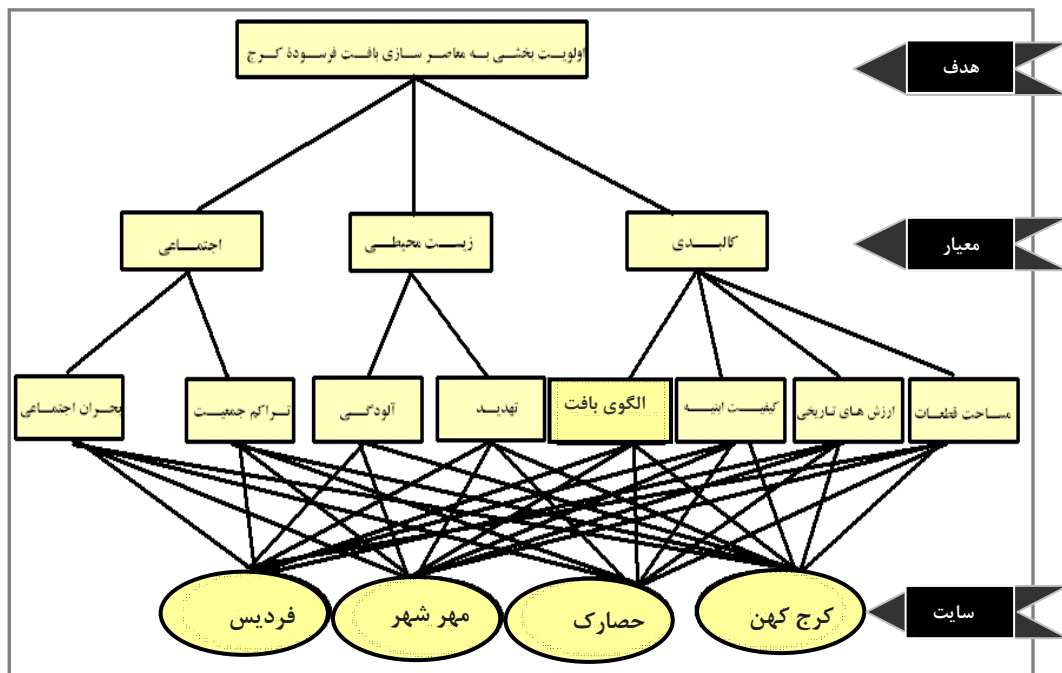 اولویت بخشی به معاصر سازی بافت فرسودهٔ کرج
هدف
کالبدی
زیست محیطی
اجتماعی
معیار
مساحت قطعات
ارزش های تاریخی
کیفیت ابنیه
الگوی بافت
تهدید
آلودگی
تراکم جمعیت
بحران اجتماعی
کرج کهن
حصارک
مهر شهر
فردیس
سایت